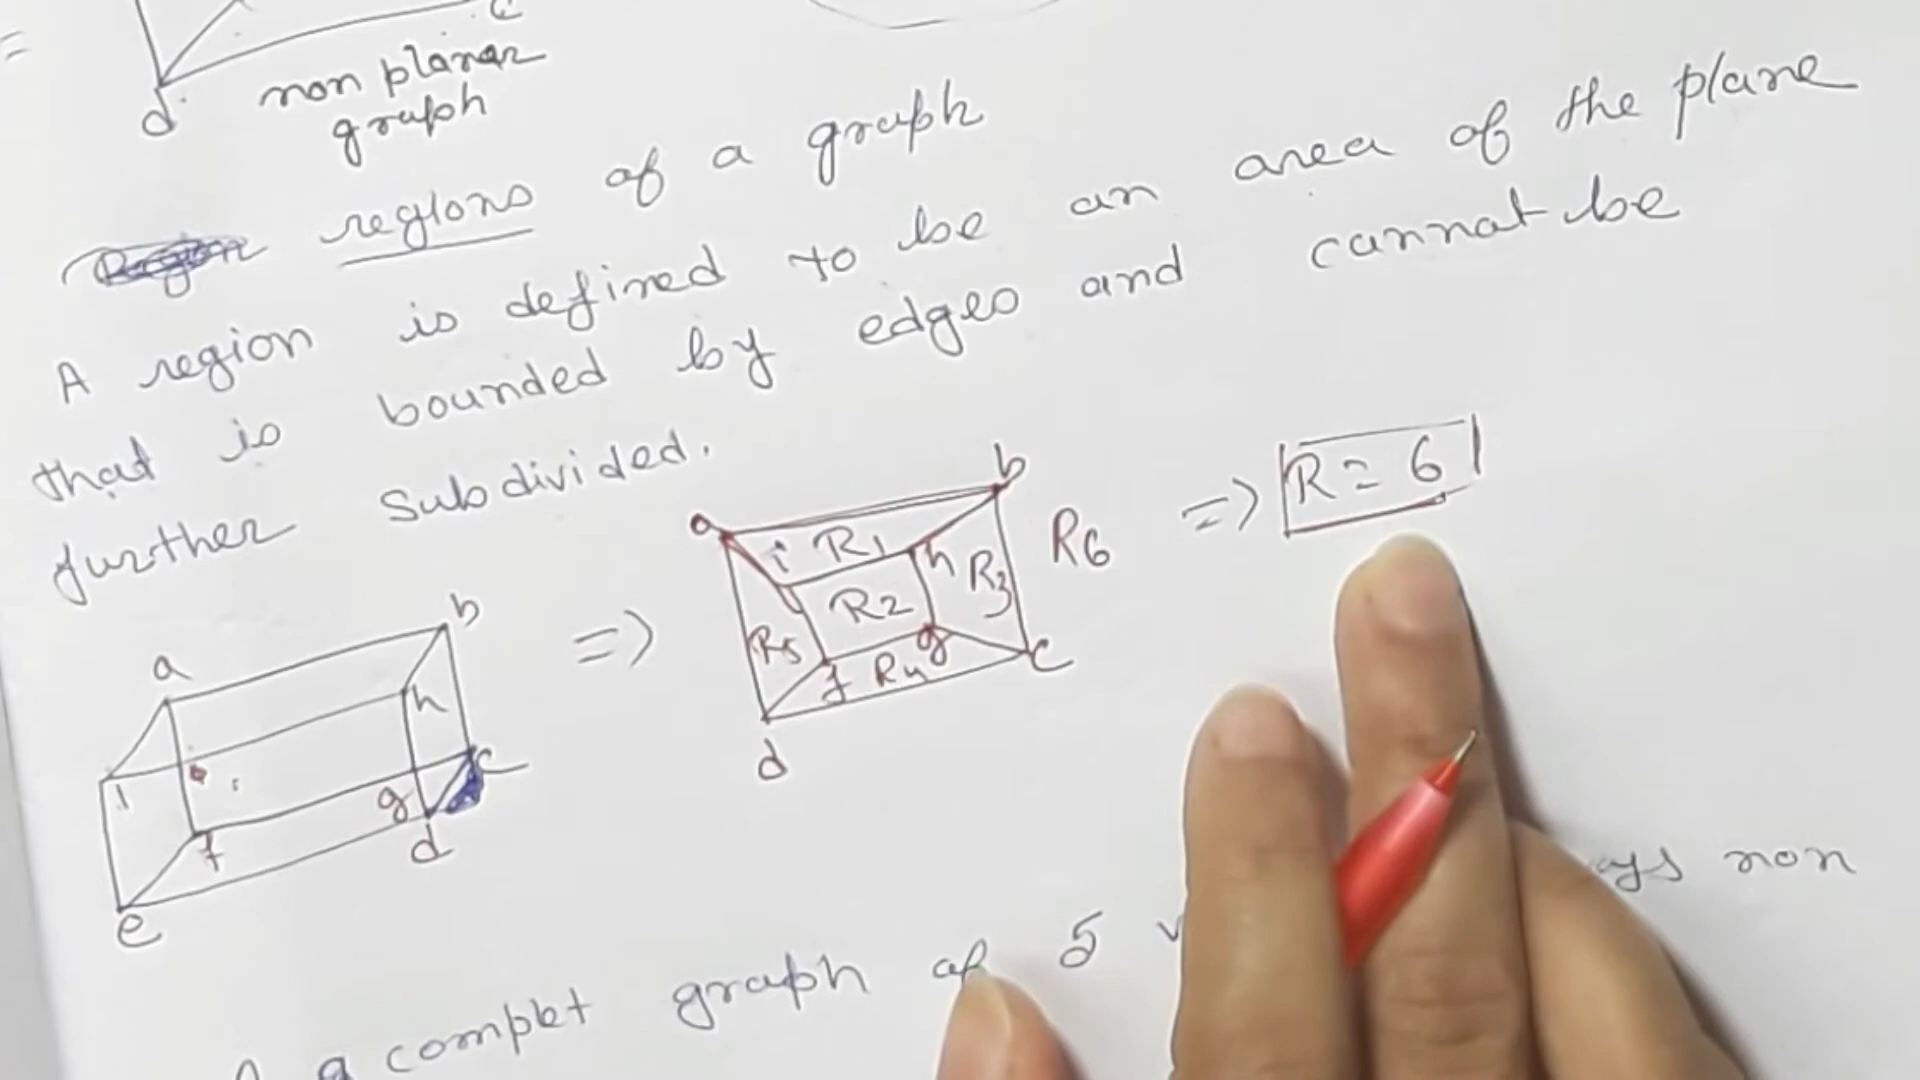 =
c
d
non planar
graph
regions of a graph
A region is defined to be an area of the plane
that is bounded by edges and cannot be
further subdivided.
a b
i h
f g d c
e
=>
a b
i R1 h
R5 R2 R3
f R4 g c
d
R6
=> R = 6
a complet graph of 5
ays non